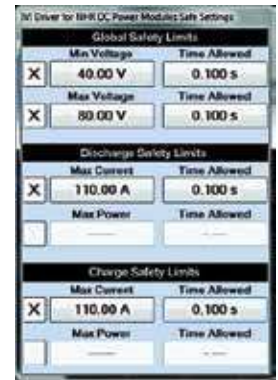 IVI Driver for NHR DC Power Modules Safe Settings
Global Safety Limits
Min Voltage Time Allowed
X 40.00 V 0.100 s
Max Voltage Time Allowed
X 80.00 V 0.100 s
Discharge Safety Limits
Max Current Time Allowed
X 110.00 A 0.100 s
Max Power Time Allowed
Charge Safety Limits
Max Current Time Allowed
X 110.00 A 0.100 s
Max Power Time Allowed